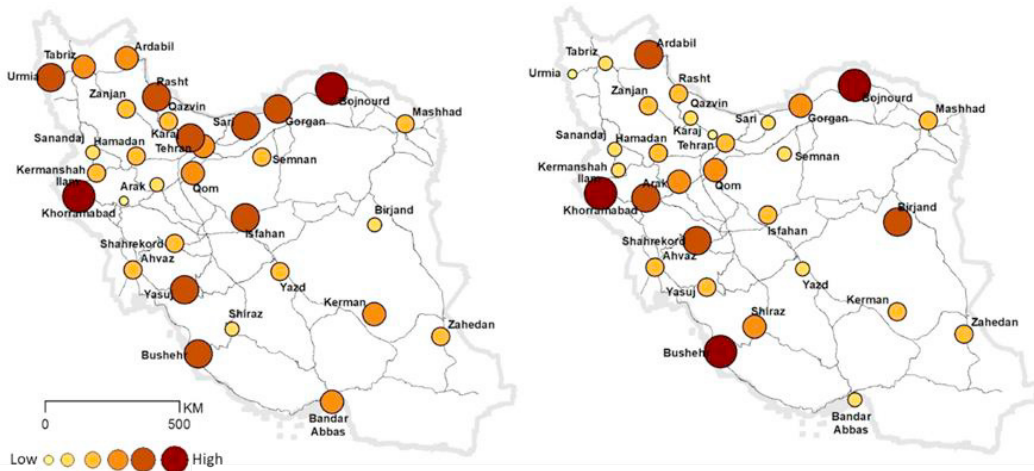 Tabriz
Ardabil
Urmia
Rasht
Zanjan
Qazvin
Bojnourd
Mashhad
Sari
Gorgan
Karaj
Tehran
Sanandaj
Hamadan
Semnan
Kermanshah
Ilam
Arak
Qom
Khorramabad
Birjand
Isfahan
Shahrekord
Ahvaz
Yasuj
Yazd
Kerman
Shiraz
Zahedan
Bushehr
Bandar
Abbas
0 500 KM
Low High
Ardabil
Tabriz
Urmia
Rasht
Zanjan
Qazvin
Bojnourd
Mashhad
Sari
Gorgan
Karaj
Tehran
Sanandaj
Hamadan
Semnan
Kermanshah
Ilam
Arak
Qom
Khorramabad
Birjand
Isfahan
Shahrekord
Ahvaz
Yasuj
Yazd
Kerman
Shiraz
Zahedan
Bushehr
Bandar
Abbas